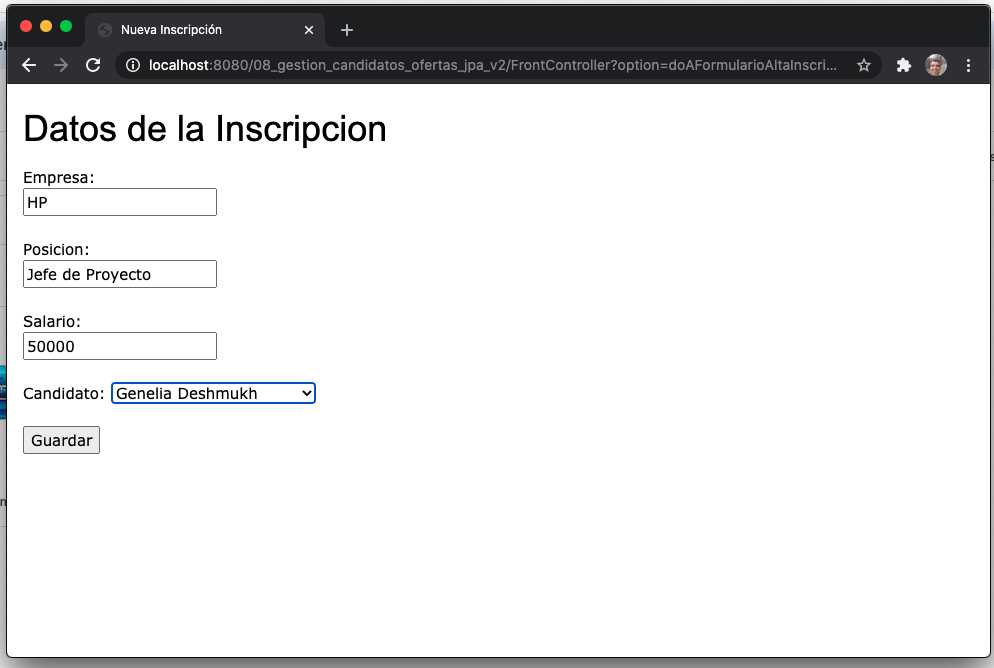 Nueva Inscripción
localhost:8080/08_gestion_candidatos_ofertas_jpa_v2/FrontController?option=doAFormularioAltaInscri...
Datos de la Inscripcion
Empresa:
HP
Posicion:
Jefe de Proyecto
Salario:
50000
Candidato: Genelia Deshmukh
Guardar